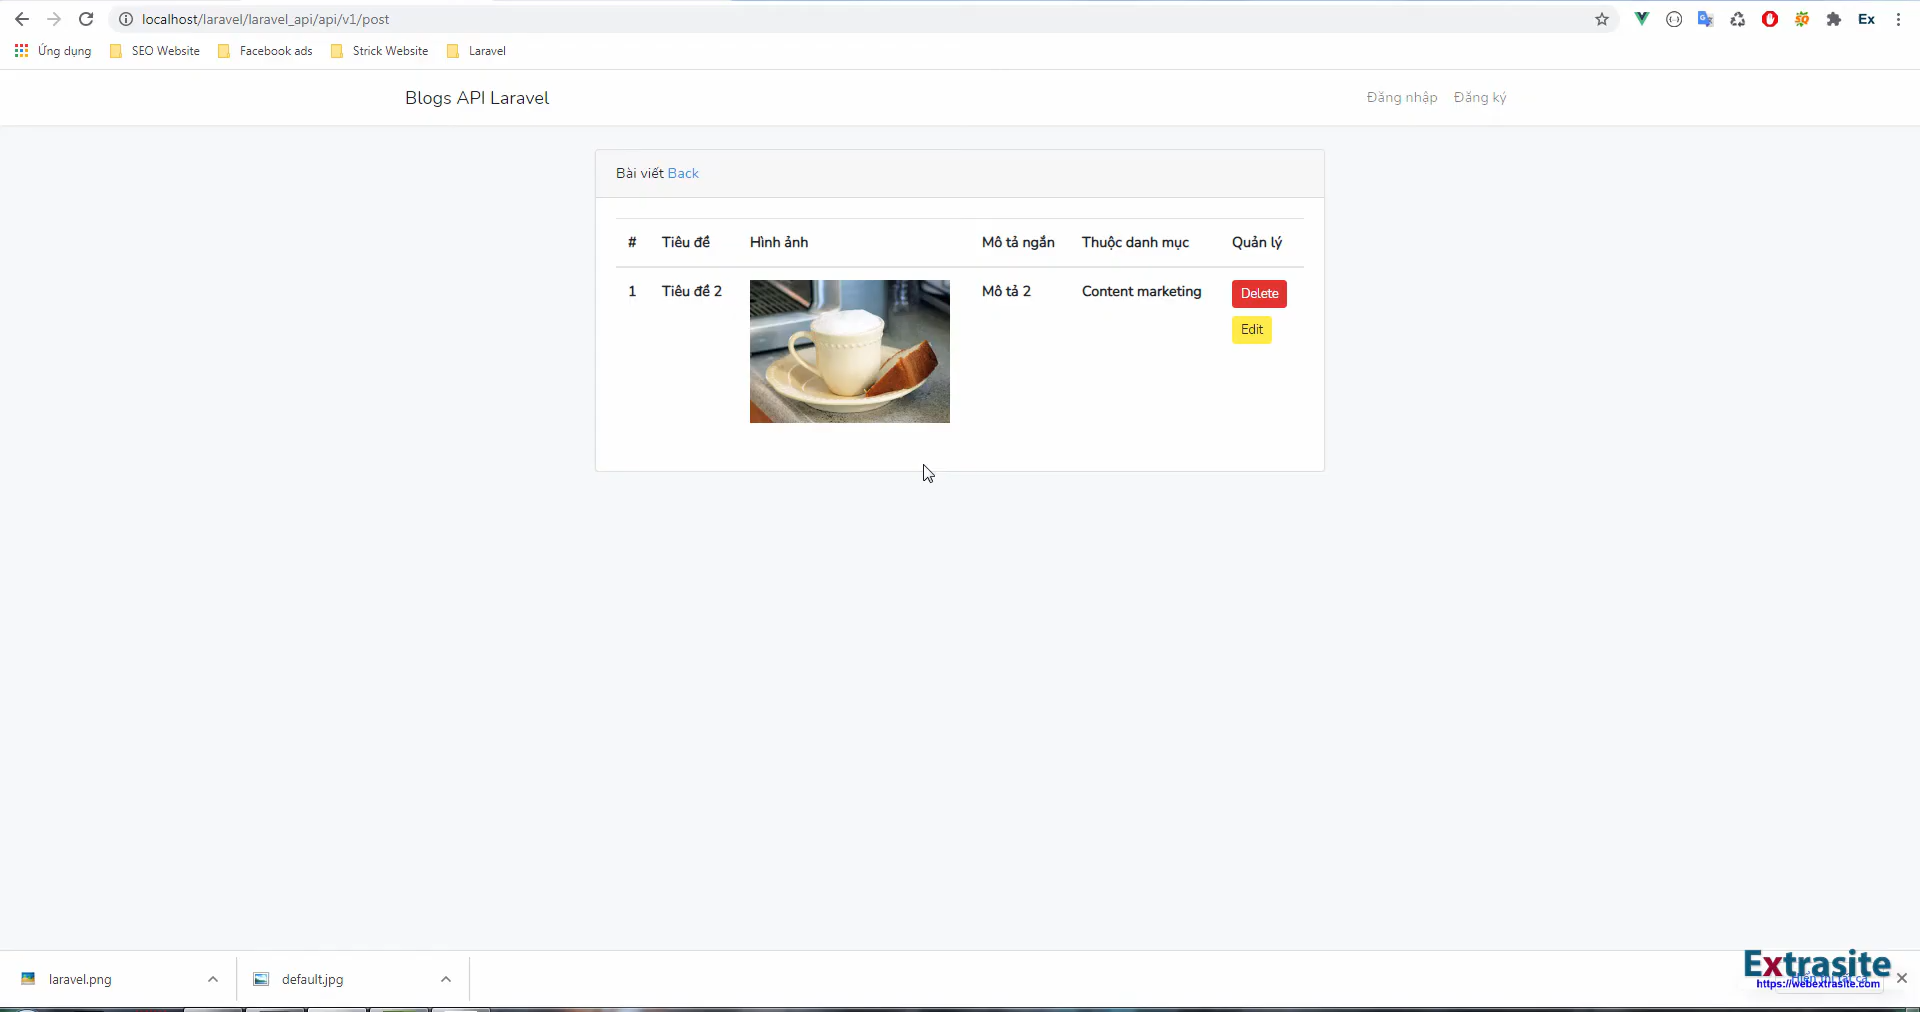 localhost/laravel/laravel_api/api/v1/post
Ex
Ứng dụng SEO Website Facebook ads Strick Website Laravel
Blogs API Laravel Đăng nhập Đăng ký
Bài viết Back
# Tiêu đề Hình ảnh Mô tả ngắn Thuộc danh mục Quản lý
1 Tiêu đề 2 Mô tả 2 Content marketing Delete
Edit
laravel.png default.jpg
Extrasite
https://webextrasite.com